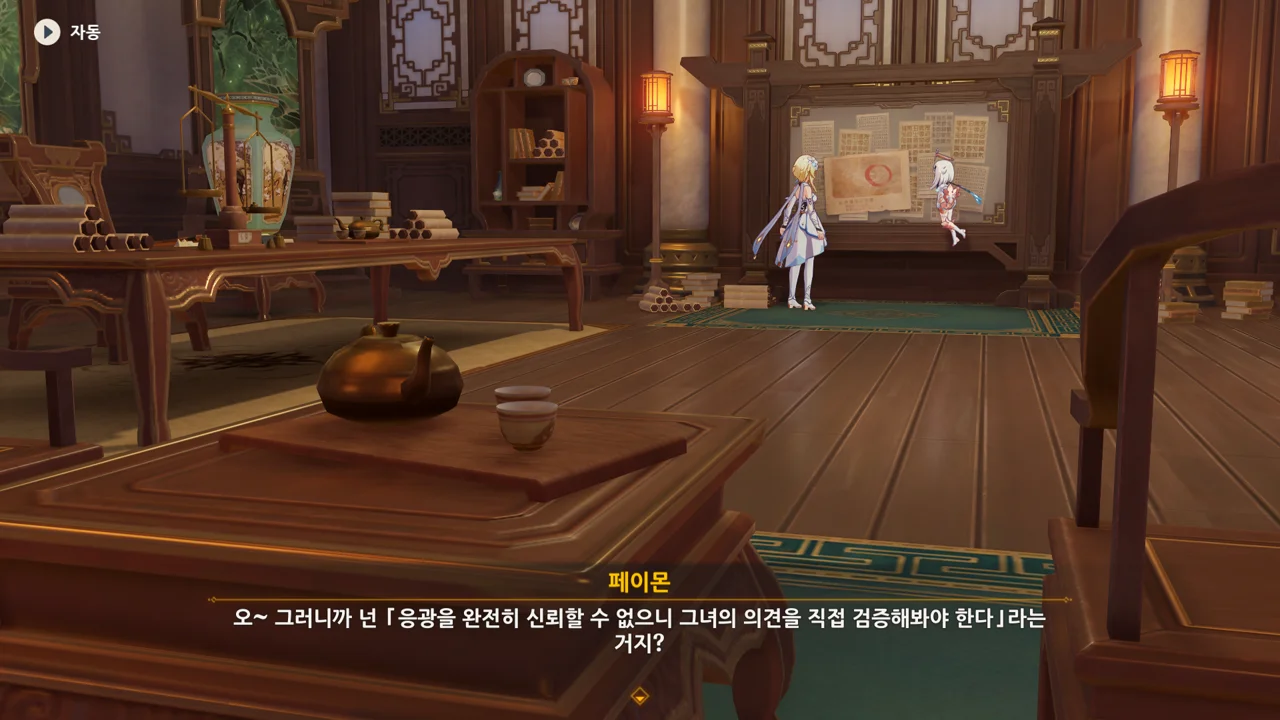 자동
페이몬
오~ 그러니까 넌 「응광을 완전히 신뢰할 수 없으니 그녀의 의견을 직접 검증해봐야 한다」라는
거지?